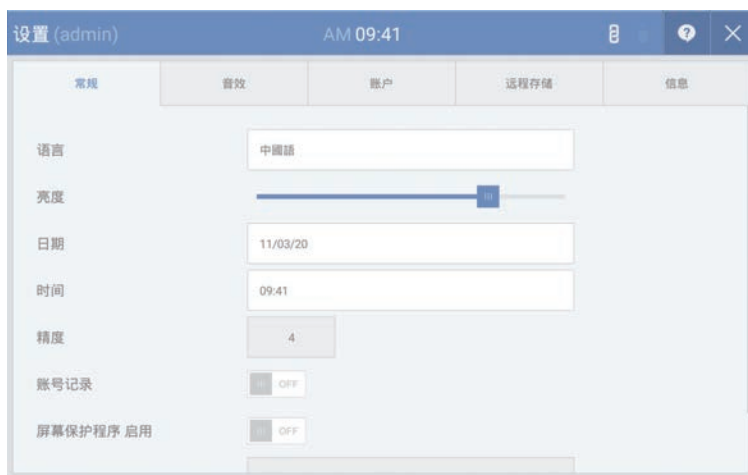 设置 (admin) AM 09:41
常规 音效 账户 远程存储 信息
语言 中國語
亮度
日期 11/03/20
时间 09:41
精度 4
账号记录 OFF
屏幕保护程序 启用 OFF